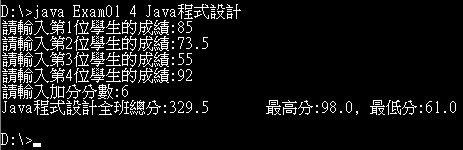 D:\>java Exam01 4 Java程式設計
請輸入第1位學生的成績:85
請輸入第2位學生的成績:73.5
請輸入第3位學生的成績:55
請輸入第4位學生的成績:92
請輸入加分分數:6
Java程式設計全班總分:329.5 最高分:98.0, 最低分:61.0
D:\>